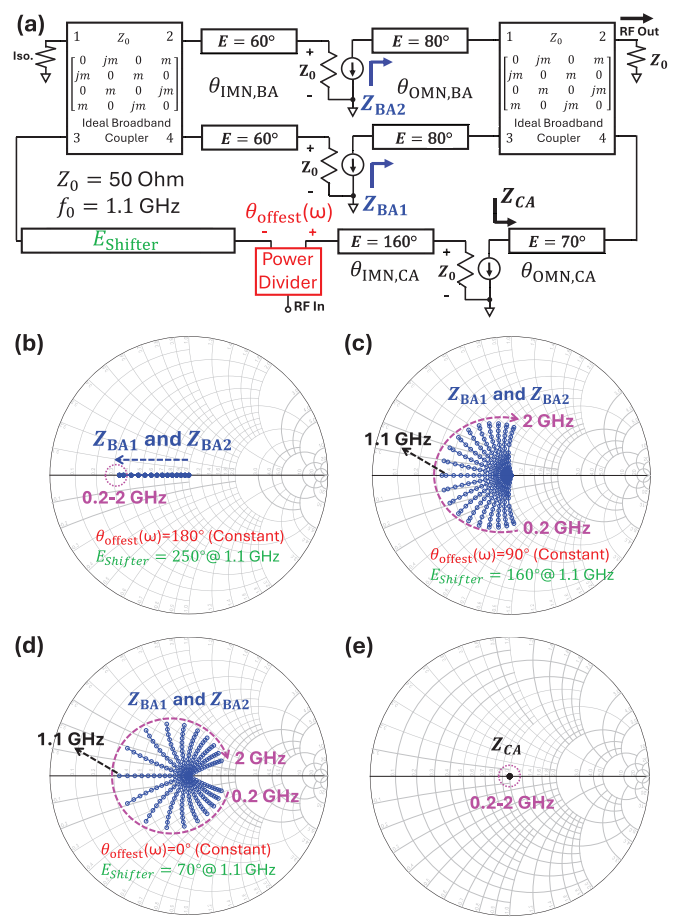 (a)
RF Out
Iso.
1 Z0 2
0 jm 0 m
jm 0 m 0
0 m 0 jm
m 0 jm 0
Ideal Broadband
Coupler
3 4
E = 60°
θIMN,BA
+
Z0
-
ZBA2
E = 80°
θOMN,BA
1 Z0 2
0 jm 0 m
jm 0 m 0
0 m 0 jm
m 0 jm 0
Ideal Broadband
Coupler
3 4
Z0
E = 60°
+
Z0
-
ZBA1
E = 80°
Z0 = 50 Ohm
f0 = 1.1 GHz
θoffest(ω)
- +
EShifter
Power
Divider
RF In
E = 160°
θIMN,CA
+
Z0
-
ZCA
E = 70°
θOMN,CA
(b)
ZBA1 and ZBA2
0.2-2 GHz
θoffest(ω)=180° (Constant)
EShifter = 250°@ 1.1 GHz
(c)
ZBA1 and ZBA2
2 GHz
1.1 GHz
0.2 GHz
θoffest(ω)=90° (Constant)
EShifter = 160°@ 1.1 GHz
(d)
ZBA1 and ZBA2
1.1 GHz
2 GHz
0.2 GHz
θoffest(ω)=0° (Constant)
EShifter = 70°@ 1.1 GHz
(e)
ZCA
0.2-2 GHz